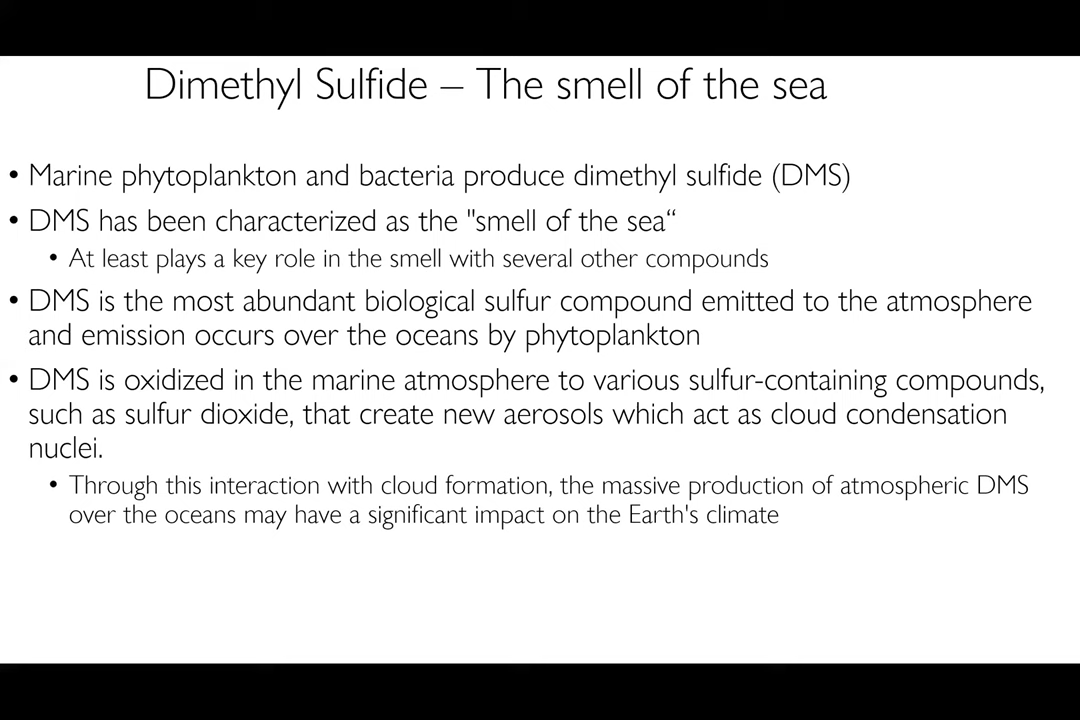 Dimethyl Sulfide – The smell of the sea
• Marine phytoplankton and bacteria produce dimethyl sulfide (DMS)
• DMS has been characterized as the "smell of the sea“
• At least plays a key role in the smell with several other compounds
• DMS is the most abundant biological sulfur compound emitted to the atmosphere
and emission occurs over the oceans by phytoplankton
• DMS is oxidized in the marine atmosphere to various sulfur-containing compounds,
such as sulfur dioxide, that create new aerosols which act as cloud condensation
nuclei.
• Through this interaction with cloud formation, the massive production of atmospheric DMS
over the oceans may have a significant impact on the Earth's climate